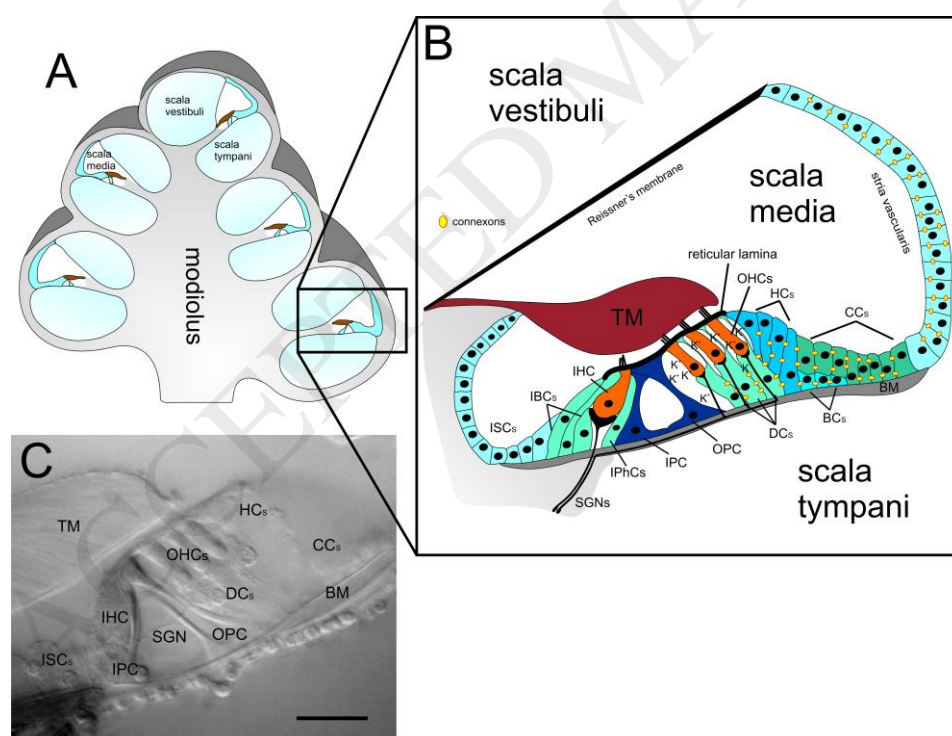 A
scala
vestibuli
scala
tympani
scala
media
modiolus
B
scala
vestibuli
Reissner's membrane
connexons
scala
media
stria vascularis
reticular lamina
OHCs
HCs
CCs
TM
K⁺ K⁺
K⁺ K⁺
K⁺
K⁺
K⁺
K⁺
IHC
IBCs
ISCs
BM
BCs
DCs
OPC
IPC
IPhCs
SGNs
scala
tympani
C
TM
HCs
OHCs
CCs
DCs
BM
IHC
SGN
OPC
ISCs
IPC
ACCEPTED MA